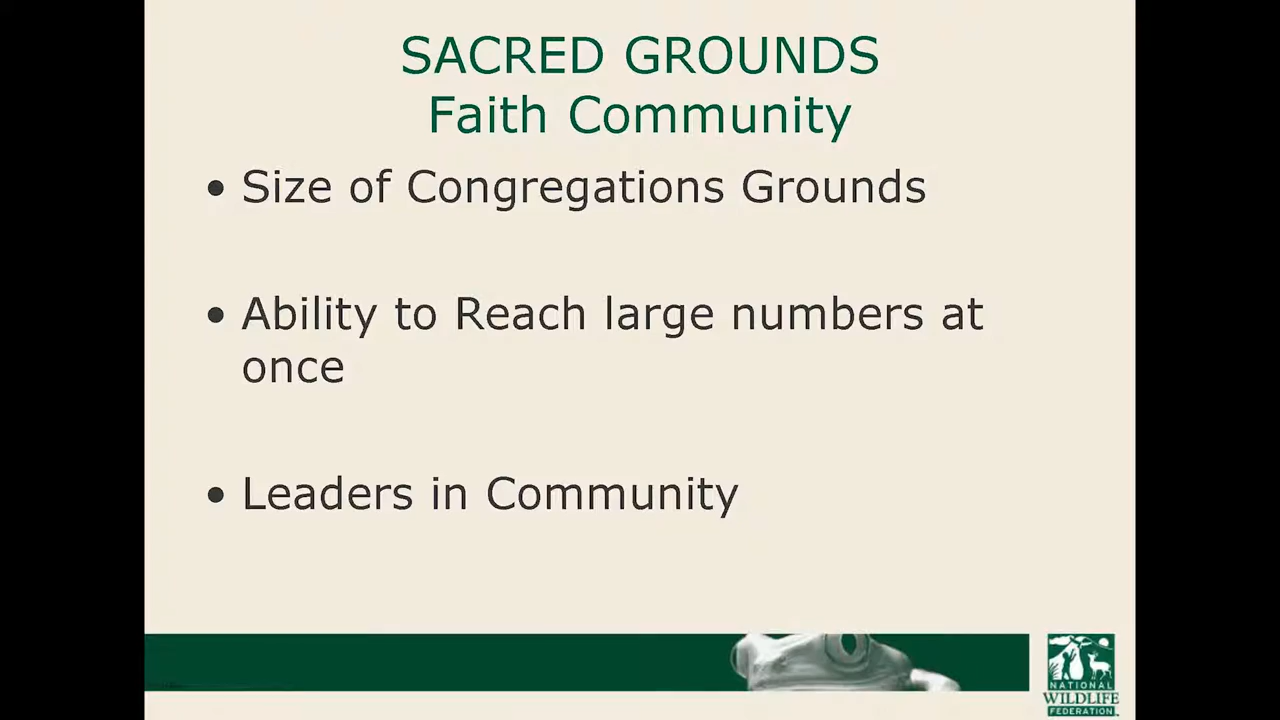 SACRED GROUNDS
Faith Community
• Size of Congregations Grounds
• Ability to Reach large numbers at
once
• Leaders in Community
NATIONAL
WILDLIFE
FEDERATION